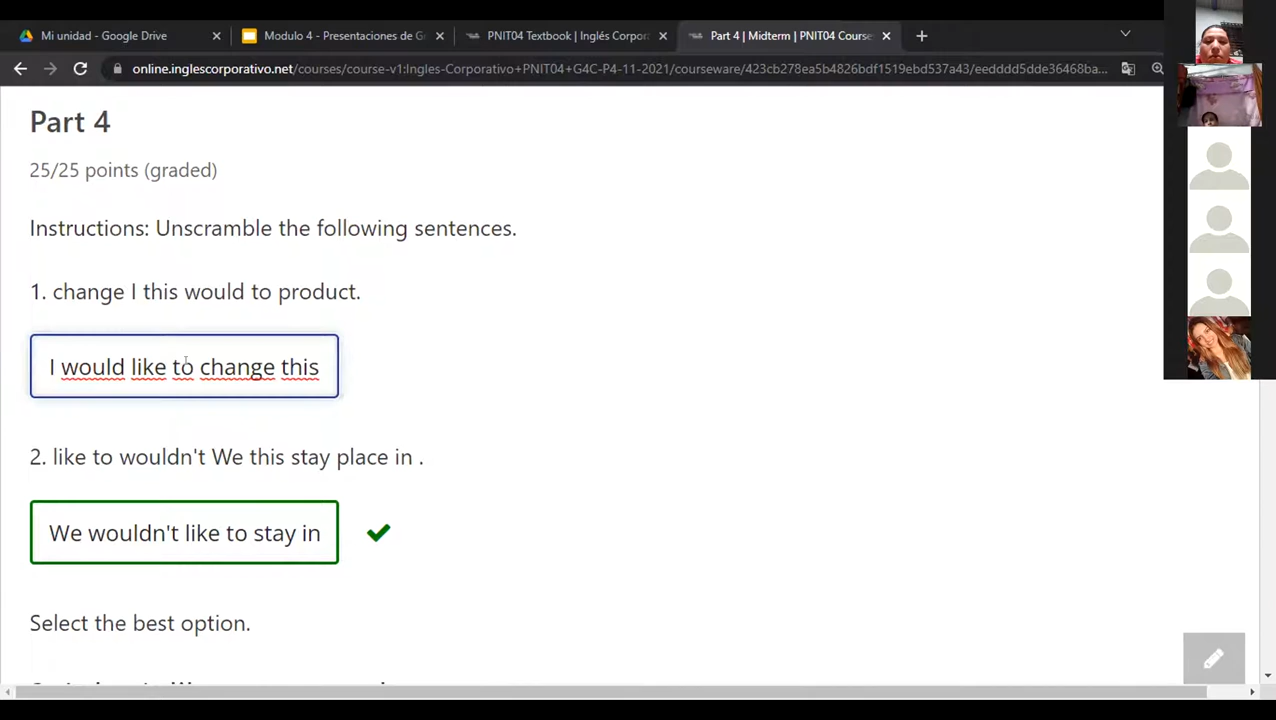 Mi unidad - Google Drive
Modulo 4 - Presentaciones de G
PNIT04 Textbook | Inglés Corpor
Part 4 | Midterm | PNIT04 Course
online.inglescorporativo.net/courses/course-v1:Ingles-Corporativo+PNIT04+G4C-P4-11-2021/courseware/423cb278ea5b4826bdf1519ebd537a43/eedddd5dde36468ba...
Part 4
25/25 points (graded)
Instructions: Unscramble the following sentences.
1. change I this would to product.
I would like to change this
2. like to wouldn't We this stay place in .
We wouldn't like to stay in
Select the best option.